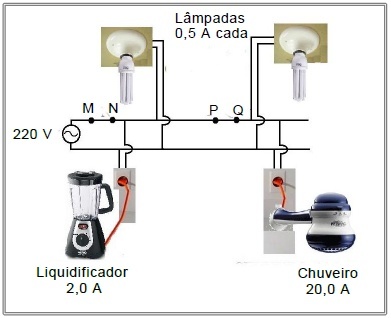 Lâmpadas
0,5 A cada
M N P Q
220 V
Liquidificador
2,0 A
Chuveiro
20,0 A